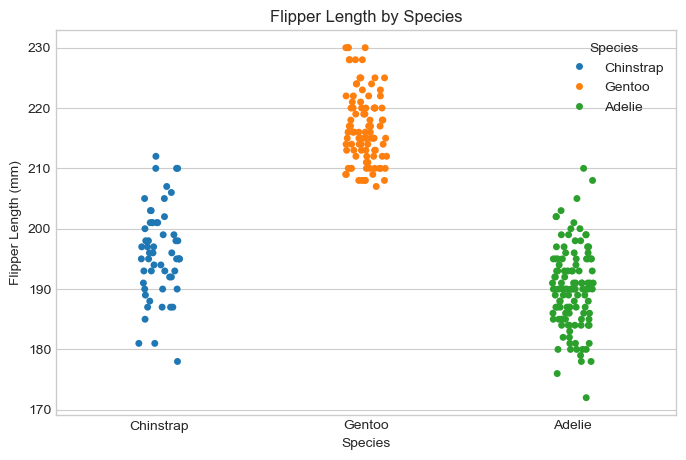 Flipper Length by Species
Species
Chinstrap
Gentoo
Adelie
Flipper Length (mm)
230
220
210
200
190
180
170
Chinstrap Gentoo Adelie
Species